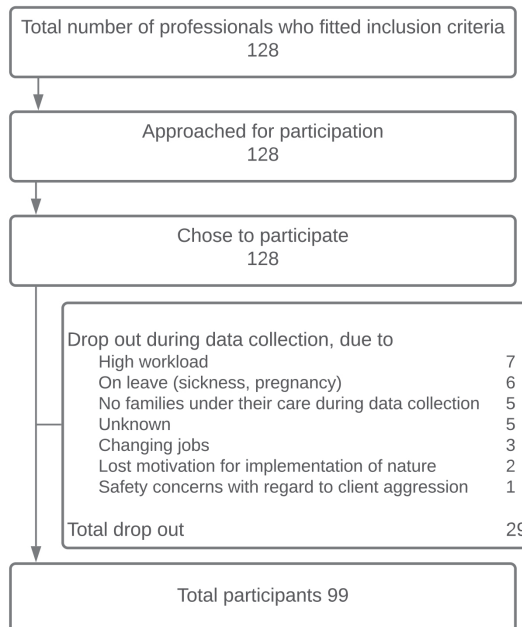 Total number of professionals who fitted inclusion criteria
128
Approached for participation
128
Chose to participate
128
Drop out during data collection, due to
High workload 7
On leave (sickness, pregnancy) 6
No families under their care during data collection 5
Unknown 5
Changing jobs 3
Lost motivation for implementation of nature 2
Safety concerns with regard to client aggression 1
Total drop out 29
Total participants 99